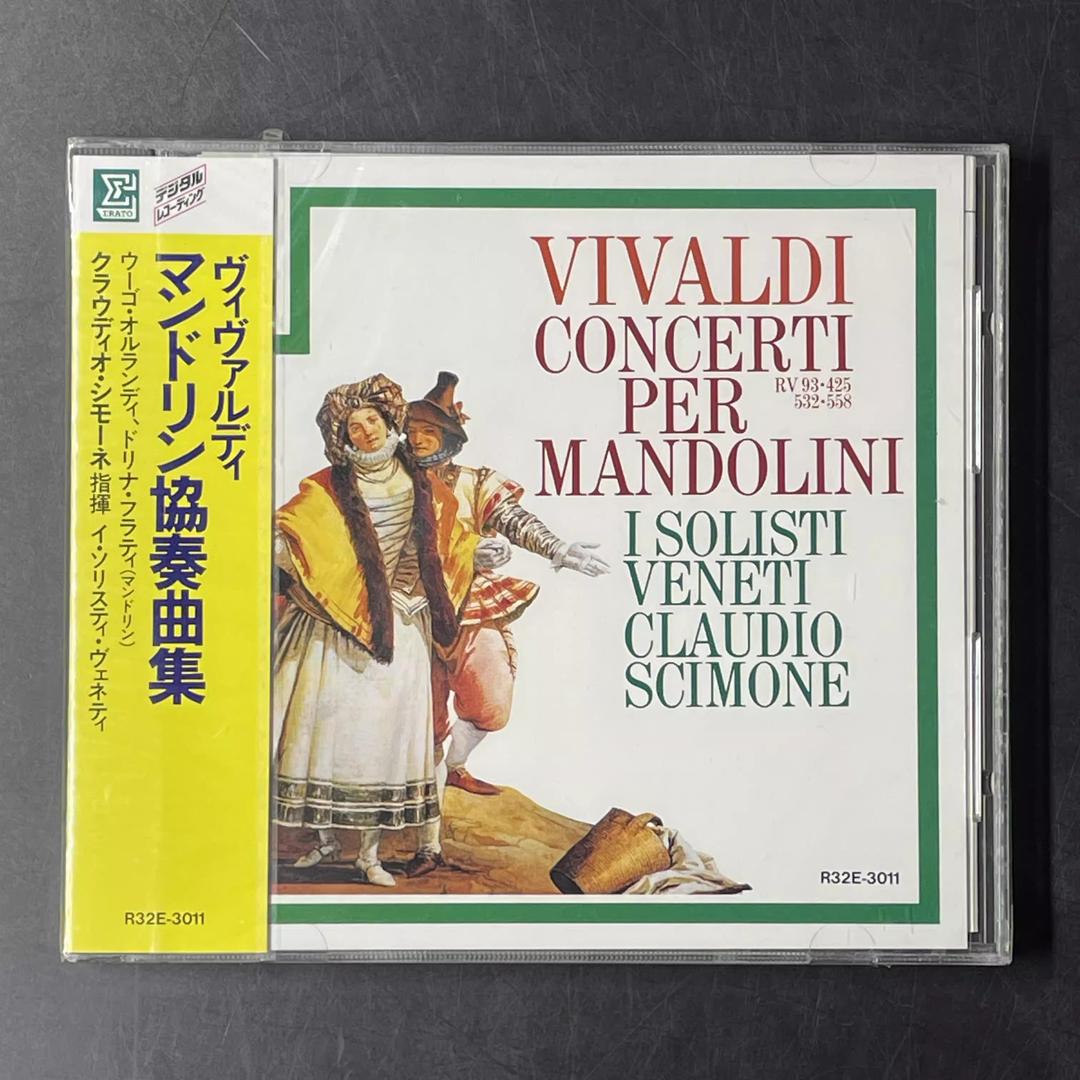 ERATO
デジタル
レコーディング
ヴィヴァルディ
マンドリン協奏曲集
ウーゴ・オルランディ、ドリナ・フラティ(マンドリン)
クラウディオ・シモーネ指揮 イ・ソリスティ・ヴェネティ
R32E-3011
VIVALDI
CONCERTI
PER
RV 93・425
532・558
MANDOLINI
I SOLISTI
VENETI
CLAUDIO
SCIMONE
R32E-3011